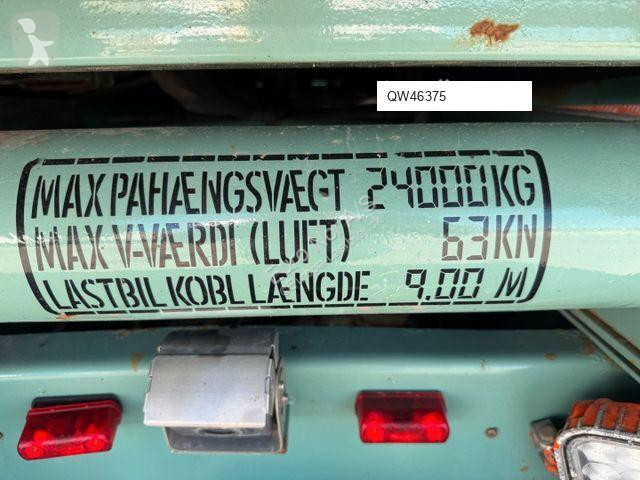 QW46375
MAX PAHÆNGSVÆGT 24000KG
MAX V-VÆRDI (LUFT) 63KN
LASTBIL KOBL LÆNGDE 9.00 M